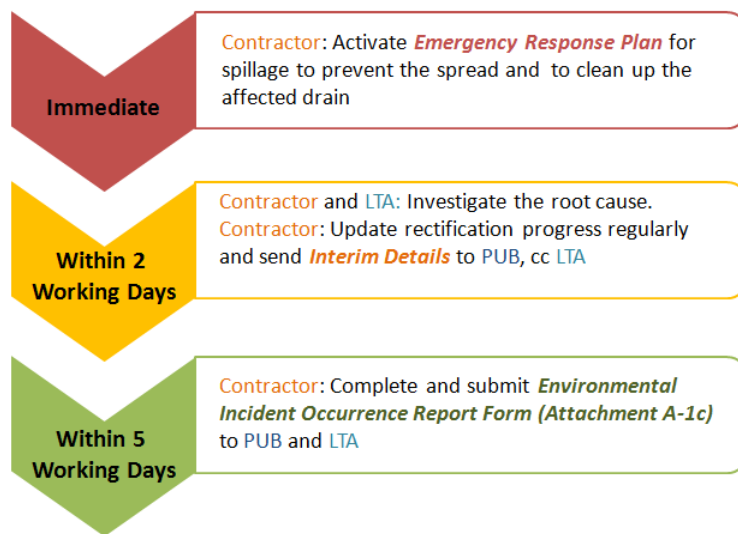 Immediate
Contractor: Activate Emergency Response Plan for
spillage to prevent the spread and to clean up the
affected drain
Within 2
Working Days
Contractor and LTA: Investigate the root cause.
Contractor: Update rectification progress regularly
and send Interim Details to PUB, cc LTA
Within 5
Working Days
Contractor: Complete and submit Environmental
Incident Occurrence Report Form (Attachment A-1c)
to PUB and LTA